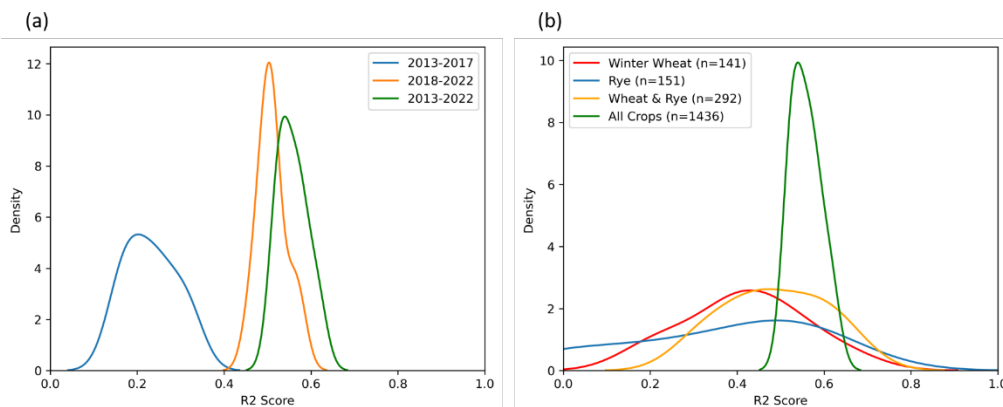 (a)
(b)
12
10
8
6
4
2
0
Density
0.0
0.2
0.4
0.6
0.8
1.0
R2 Score
2013-2017
2018-2022
2013-2022
10
8
6
4
2
0
Density
0.0
0.2
0.4
0.6
0.8
1.0
R2 Score
Winter Wheat (n=141)
Rye (n=151)
Wheat & Rye (n=292)
All Crops (n=1436)